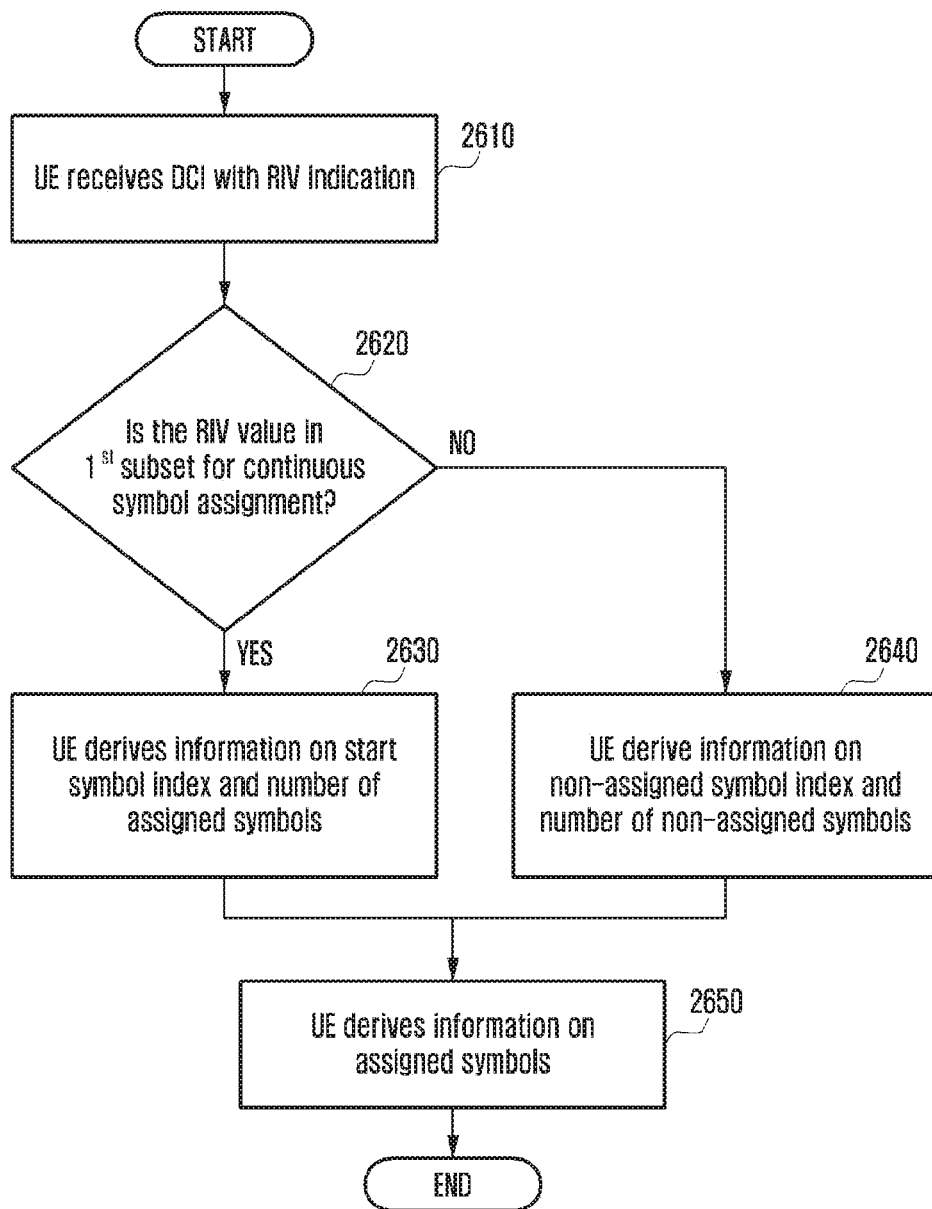 START
2610
UE receives DCI with RIV indication
2620
Is the RIV value in
1st subset for continuous
symbol assignment?
NO
YES
2630
2640
UE derives information on start
symbol index and number of
assigned symbols
UE derive information on
non-assigned symbol index and
number of non-assigned symbols
2650
UE derives information on
assigned symbols
END